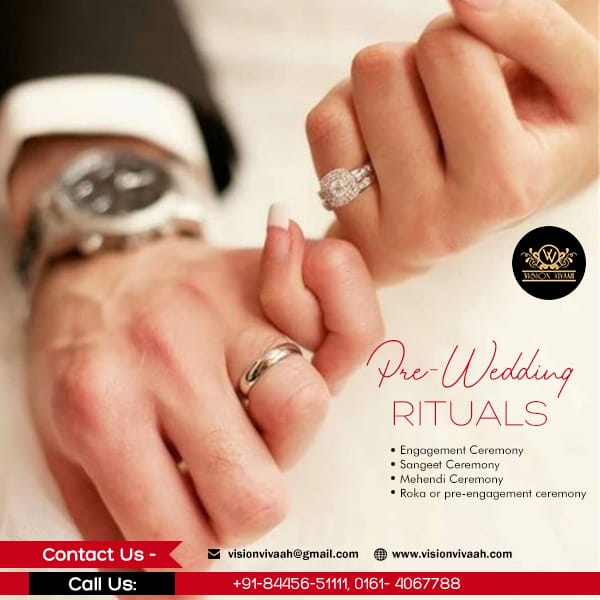 VV
VISION VIVAAH
Pre-Wedding
RITUALS
• Engagement Ceremony
• Sangeet Ceremony
• Mehendi Ceremony
• Roka or pre-engagement ceremony
Contact Us - visionvivaah@gmail.com www.visionvivaah.com
Call Us: +91-84456-51111, 0161- 4067788